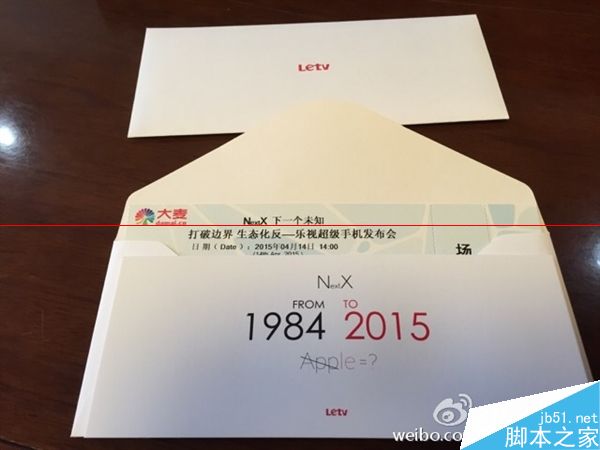 Letv
大麦
damai.cn
NextX 下一个未知
打破边界 生态化反—乐视超级手机发布会
日 期 ( Date ) : 2015年04月14日 14:00
(14th Apr, 2015)
场
NextX
FROM TO
1984 2015
Apple = ?
Letv
weibo.co
jb51.net
脚本之家